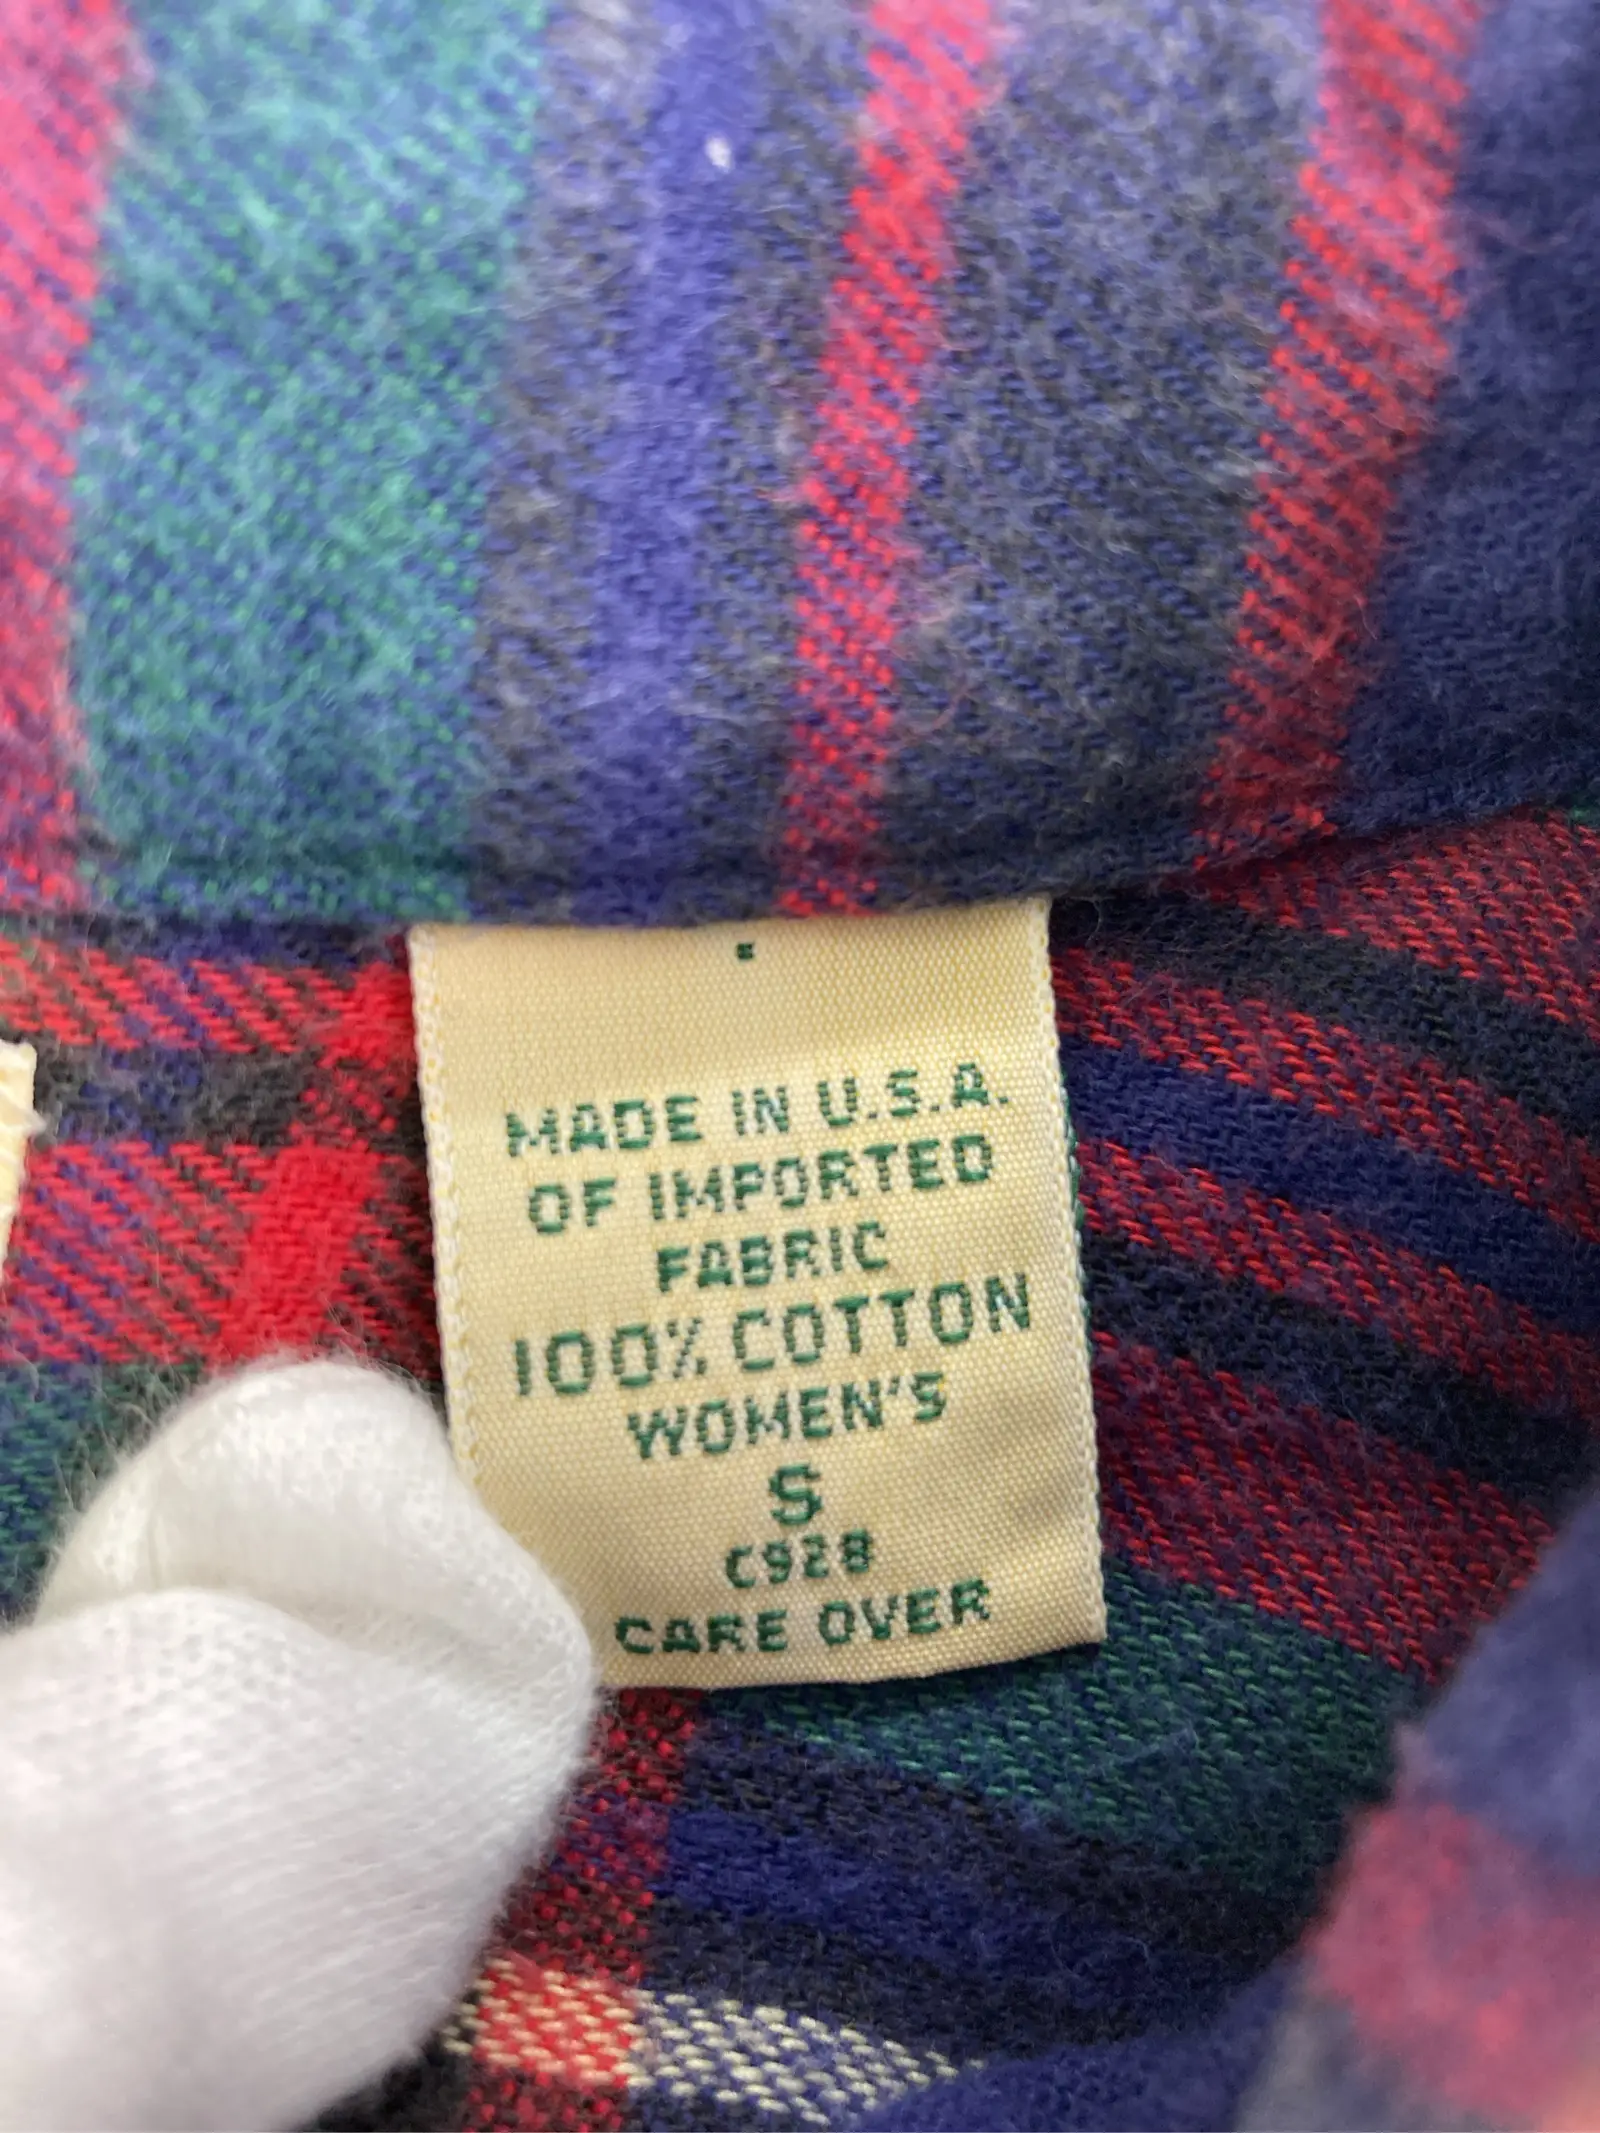 MADE IN U.S.A.
OF IMPORTED
FABRIC
100% COTTON
WOMEN'S
S
C928
CARE OVER